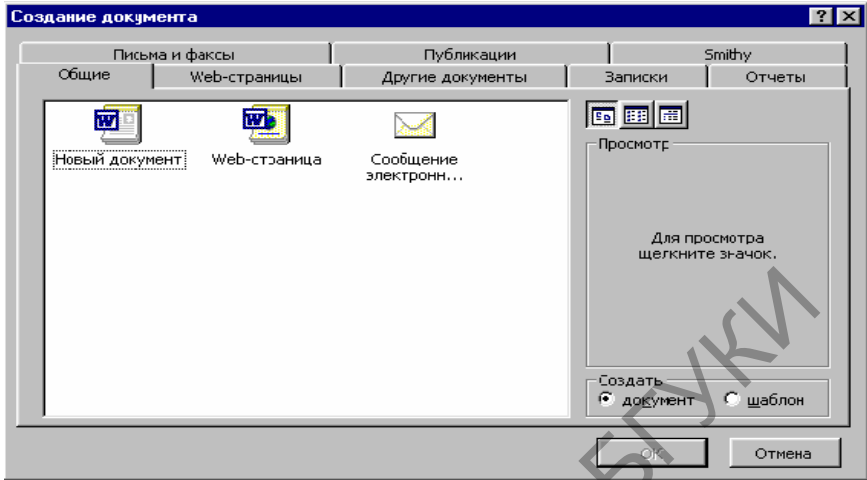 Создание документа
Письма и факсы
Публикации
Smithy
Общие
Web-страницы
Другие документы
Записки
Отчеты
Новый документ
Web-страница
Сообщение
электронн...
Просмотр
Для просмотра
щелкните значок.
Создать
документ
шаблон
OK
Отмена
БГУКИ